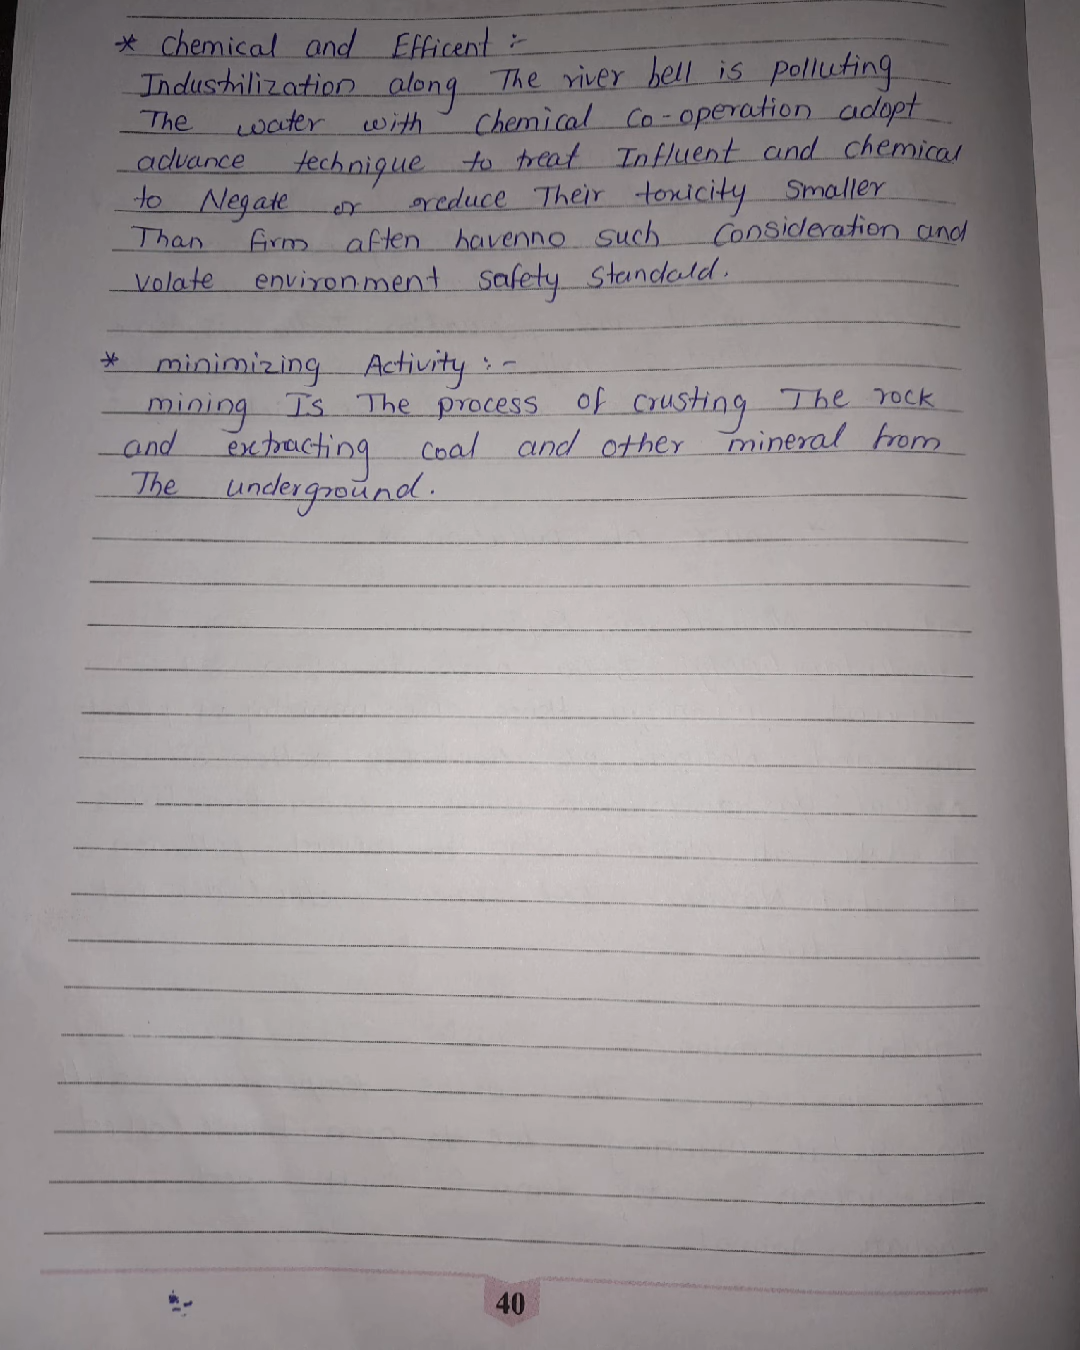 * Chemical and Efficent :-
Industrilization along The river bell is polluting
The water with chemical Co-operation adopt
advance technique to treat Influent and chemical
to Negate or reduce Their toxicity smaller
Than firm aften havenno such Consideration and
volate environment safety standald.
* minimizing Activity :-
mining Is The process of crusting The rock
and extracting coal and other mineral from
The underground.
40